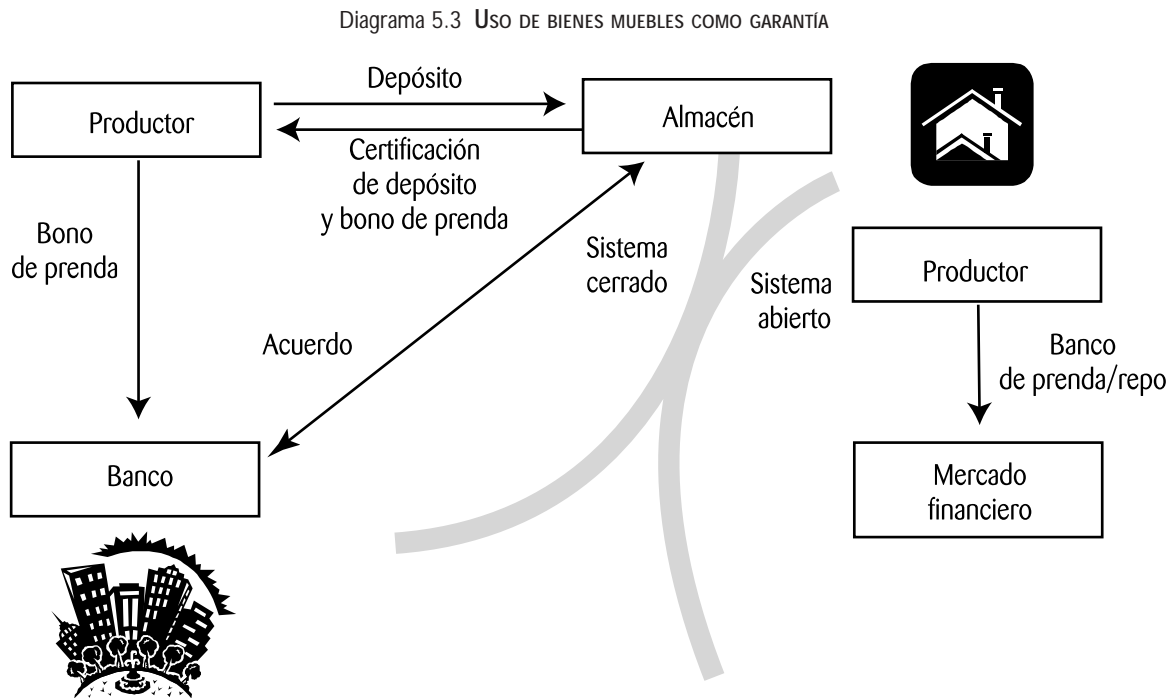 Diagrama 5.3 USO DE BIENES MUEBLES COMO GARANTÍA
Productor
Depósito
Almacén
Certificación
de depósito
y bono de prenda
Bono
de prenda
Sistema
cerrado
Sistema
abierto
Productor
Acuerdo
Banco
de prenda/repo
Banco
Mercado
financiero